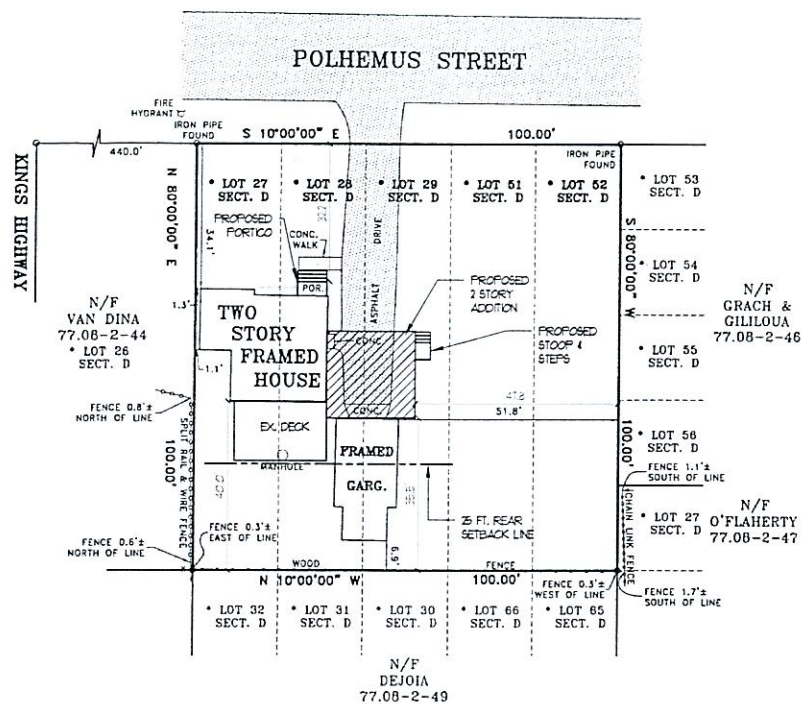 POLHEMUS STREET
FIRE
HYDRANT
IRON PIPE
FOUND
S 10°00'00" E
100.00'
IRON PIPE
FOUND
440.0'
KINGS HIGHWAY
N 80°00'00" E
34.1'
• LOT 27
SECT. D
• LOT 28
SECT. D
• LOT 29
SECT. D
• LOT 51
SECT. D
• LOT 52
SECT. D
• LOT 53
SECT. D
PROPOSED
PORTICO
CONC.
WALK
POR.
ASPHALT DRIVE
PROPOSED
2 STORY
ADDITION
PROPOSED
STOOP &
STEPS
S 80°00'00" W
• LOT 54
SECT. D
N/F
GRACH &
GILILOUA
77.08-2-46
• LOT 55
SECT. D
N/F
VAN DINA
77.08-2-44
• LOT 26
SECT. D
1.3'
TWO
STORY
FRAMED
HOUSE
1.1'
CONC.
CONC.
47.8
51.8'
FENCE 0.8'±
NORTH OF LINE
SPLIT RAIL & WIRE FENCE
100.00'
EX. DECK
MANHOLE
FRAMED
GARG.
25 FT. REAR
SETBACK LINE
100.00'
• LOT 56
SECT. D
FENCE 1.1'±
SOUTH OF LINE
CHAIN LINK FENCE
• LOT 27
SECT. D
N/F
O'FLAHERTY
77.08-2-47
FENCE 0.6'±
NORTH OF LINE
FENCE 0.3'±
EAST OF LINE
WOOD
FENCE
N 10°00'00" W
100.00'
FENCE 0.3'±
WEST OF LINE
FENCE 1.7'±
SOUTH OF LINE
• LOT 32
SECT. D
• LOT 31
SECT. D
• LOT 30
SECT. D
• LOT 66
SECT. D
• LOT 65
SECT. D
N/F
DEJOIA
77.08-2-49